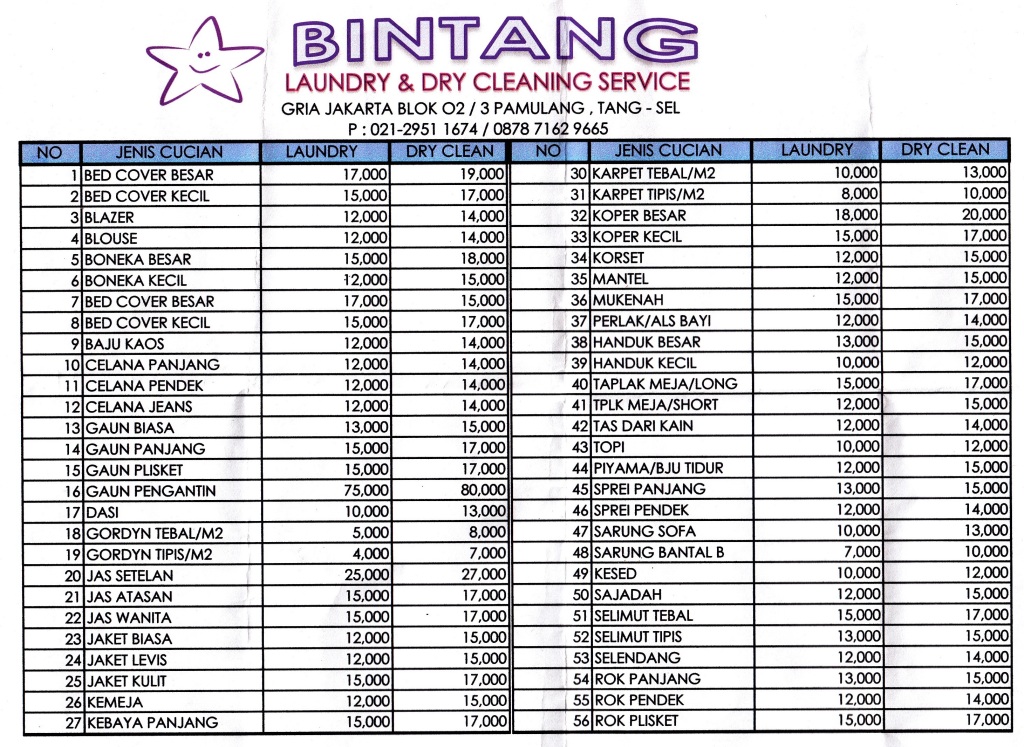 BINTANG
LAUNDRY & DRY CLEANING SERVICE
GRIA JAKARTA BLOK O2 / 3 PAMULANG , TANG - SEL
P : 021-2951 1674 / 0878 7162 9665
NO JENIS CUCIAN LAUNDRY DRY CLEAN NO JENIS CUCIAN LAUNDRY DRY CLEAN
1 BED COVER BESAR 17,000 19,000 30 KARPET TEBAL/M2 10,000 13,000
2 BED COVER KECIL 15,000 17,000 31 KARPET TIPIS/M2 8,000 10,000
3 BLAZER 12,000 14,000 32 KOPER BESAR 18,000 20,000
4 BLOUSE 12,000 14,000 33 KOPER KECIL 15,000 17,000
5 BONEKA BESAR 15,000 18,000 34 KORSET 12,000 15,000
6 BONEKA KECIL 12,000 15,000 35 MANTEL 12,000 15,000
7 BED COVER BESAR 17,000 15,000 36 MUKENAH 15,000 17,000
8 BED COVER KECIL 15,000 17,000 37 PERLAK/ALS BAYI 12,000 14,000
9 BAJU KAOS 12,000 14,000 38 HANDUK BESAR 13,000 15,000
10 CELANA PANJANG 12,000 14,000 39 HANDUK KECIL 10,000 12,000
11 CELANA PENDEK 12,000 14,000 40 TAPLAK MEJA/LONG 15,000 17,000
12 CELANA JEANS 12,000 14,000 41 TPLK MEJA/SHORT 12,000 15,000
13 GAUN BIASA 13,000 15,000 42 TAS DARI KAIN 12,000 14,000
14 GAUN PANJANG 15,000 17,000 43 TOPI 10,000 12,000
15 GAUN PLISKET 15,000 17,000 44 PIYAMA/BJU TIDUR 12,000 15,000
16 GAUN PENGANTIN 75,000 80,000 45 SPREI PANJANG 13,000 15,000
17 DASI 10,000 13,000 46 SPREI PENDEK 12,000 14,000
18 GORDYN TEBAL/M2 5,000 8,000 47 SARUNG SOFA 10,000 13,000
19 GORDYN TIPIS/M2 4,000 7,000 48 SARUNG BANTAL B 7,000 10,000
20 JAS SETELAN 25,000 27,000 49 KESED 10,000 12,000
21 JAS ATASAN 15,000 17,000 50 SAJADAH 12,000 15,000
22 JAS WANITA 15,000 17,000 51 SELIMUT TEBAL 15,000 17,000
23 JAKET BIASA 12,000 15,000 52 SELIMUT TIPIS 13,000 15,000
24 JAKET LEVIS 12,000 15,000 53 SELENDANG 12,000 14,000
25 JAKET KULIT 15,000 17,000 54 ROK PANJANG 13,000 15,000
26 KEMEJA 12,000 15,000 55 ROK PENDEK 12,000 14,000
27 KEBAYA PANJANG 15,000 17,000 56 ROK PLISKET 15,000 17,000